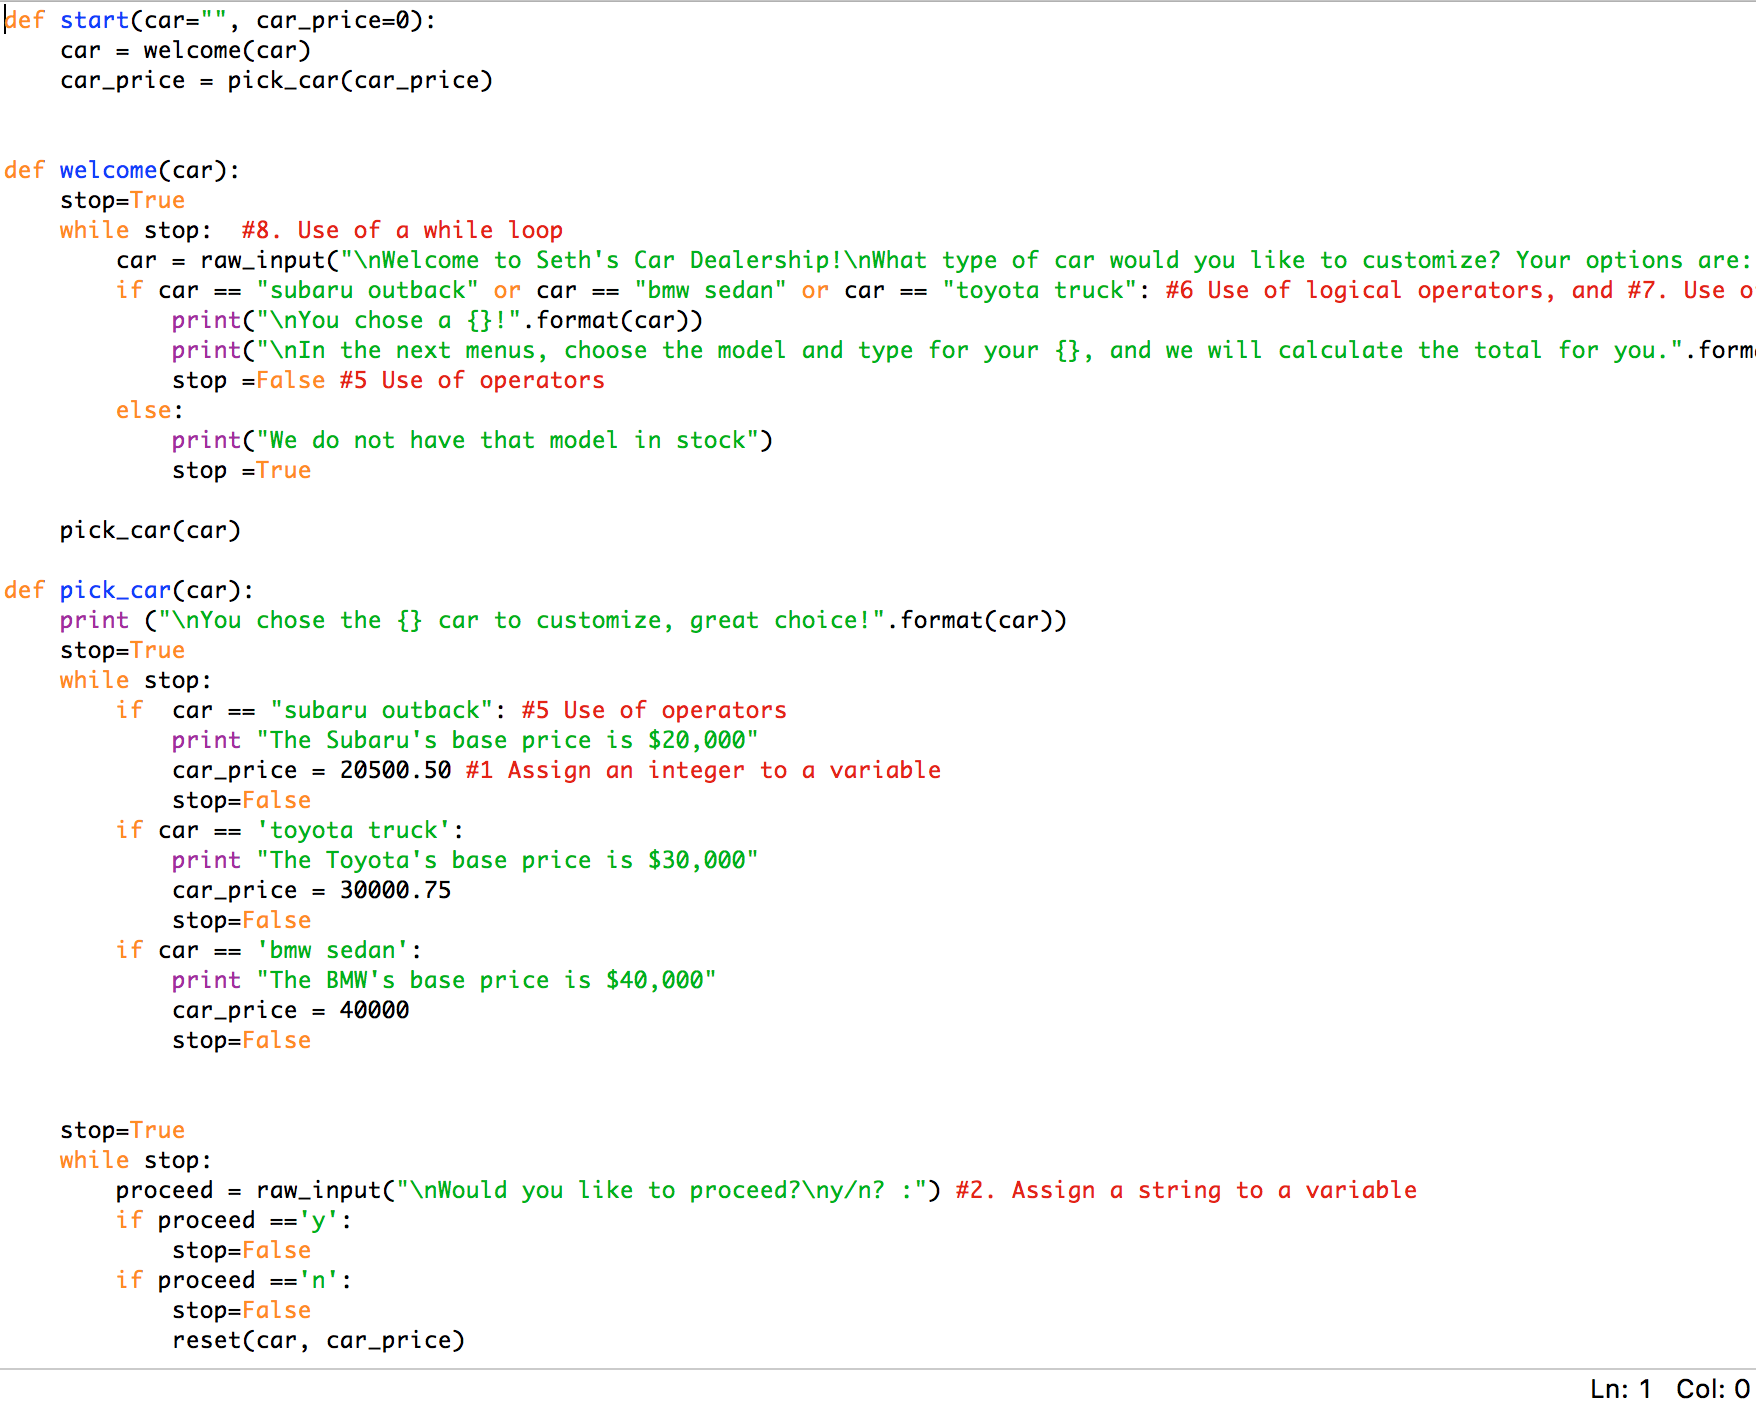 def start(car="", car_price=0):
    car = welcome(car)
    car_price = pick_car(car_price)
def welcome(car):
    stop=True
    while stop:  #8. Use of a while loop
        car = raw_input("\nWelcome to Seth's Car Dealership!\nWhat type of car would you like to customize? Your options are:
        if car == "subaru outback" or car == "bmw sedan" or car == "toyota truck": #6 Use of logical operators, and #7. Use o
            print("\nYou chose a {}!".format(car))
            print("\nIn the next menus, choose the model and type for your {}, and we will calculate the total for you.".form
            stop =False #5 Use of operators
        else:
            print("We do not have that model in stock")
            stop =True
    pick_car(car)
def pick_car(car):
    print ("\nYou chose the {} car to customize, great choice!".format(car))
    stop=True
    while stop:
        if  car == "subaru outback": #5 Use of operators
            print "The Subaru's base price is $20,000"
            car_price = 20500.50 #1 Assign an integer to a variable
            stop=False
        if car == 'toyota truck':
            print "The Toyota's base price is $30,000"
            car_price = 30000.75
            stop=False
        if car == 'bmw sedan':
            print "The BMW's base price is $40,000"
            car_price = 40000
            stop=False
    stop=True
    while stop:
        proceed = raw_input("\nWould you like to proceed?\ny/n? :") #2. Assign a string to a variable
        if proceed =='y':
            stop=False
        if proceed =='n':
            stop=False
            reset(car, car_price)
Ln: 1 Col: 0